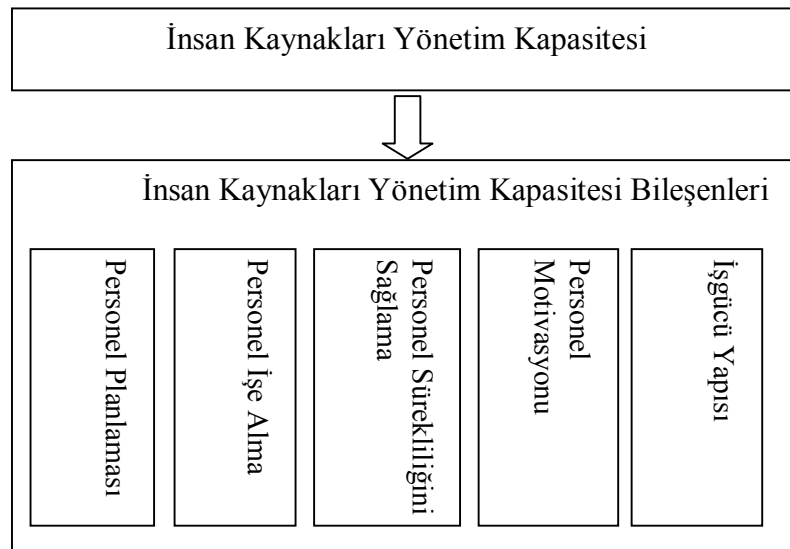 İnsan Kaynakları Yönetim Kapasitesi
İnsan Kaynakları Yönetim Kapasitesi Bileşenleri
Personel Planlaması
Personel İşe Alma
Personel Sürekliliğini
Sağlama
Personel
Motivasyonu
İşgücü Yapısı